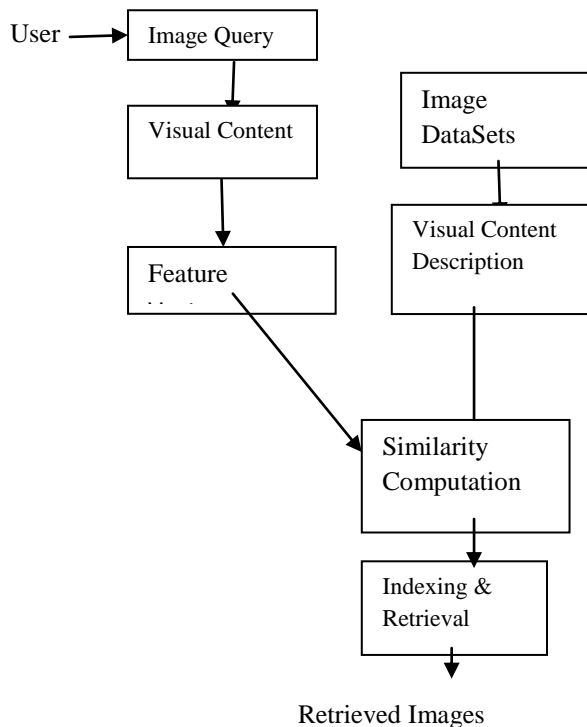 User
Image Query
Visual Content
Feature
Image
DataSets
Visual Content
Description
Similarity
Computation
Indexing &
Retrieval
Retrieved Images